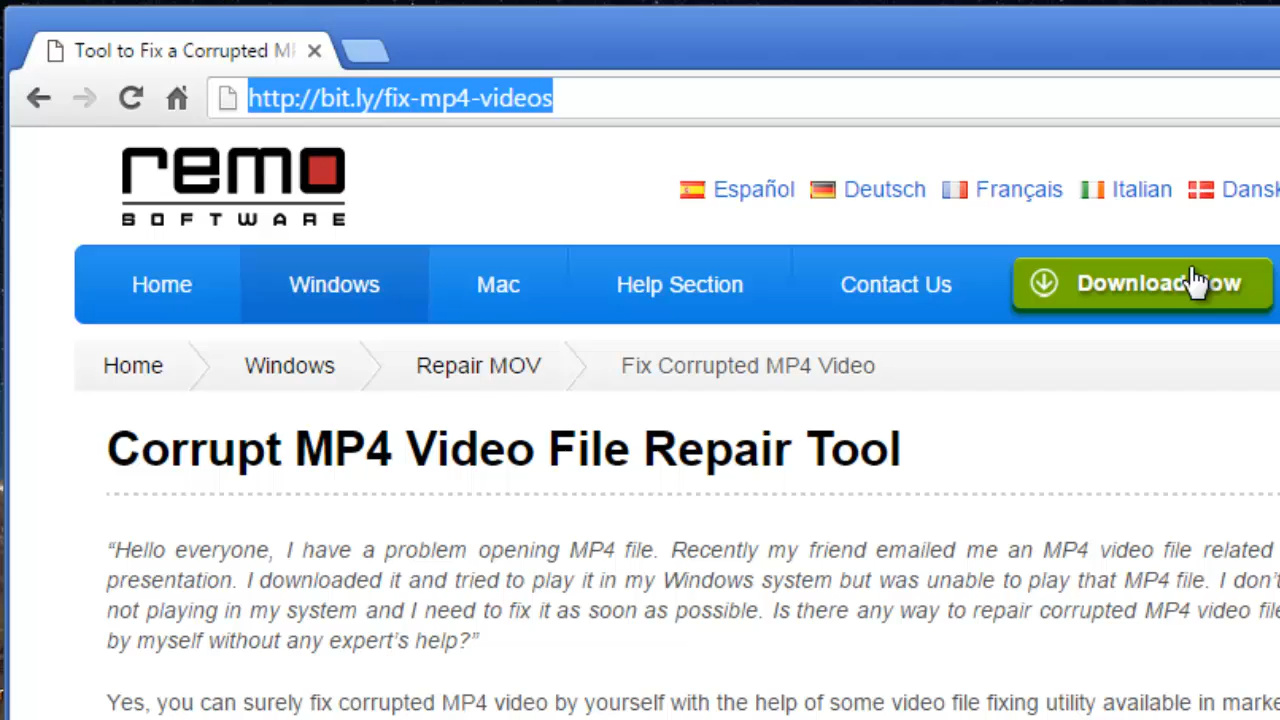 Tool to Fix a Corrupted
http://bit.ly/fix-mp4-videos
remo
SOFTWARE
Español Deutsch Français Italian Dansk
Home Windows Mac Help Section Contact Us Download Now
Home Windows Repair MOV Fix Corrupted MP4 Video
Corrupt MP4 Video File Repair Tool
“Hello everyone, I have a problem opening MP4 file. Recently my friend emailed me an MP4 video file related
presentation. I downloaded it and tried to play it in my Windows system but was unable to play that MP4 file. I don’t
not playing in my system and I need to fix it as soon as possible. Is there any way to repair corrupted MP4 video file
by myself without any expert’s help?”
Yes, you can surely fix corrupted MP4 video by yourself with the help of some video file fixing utility available in